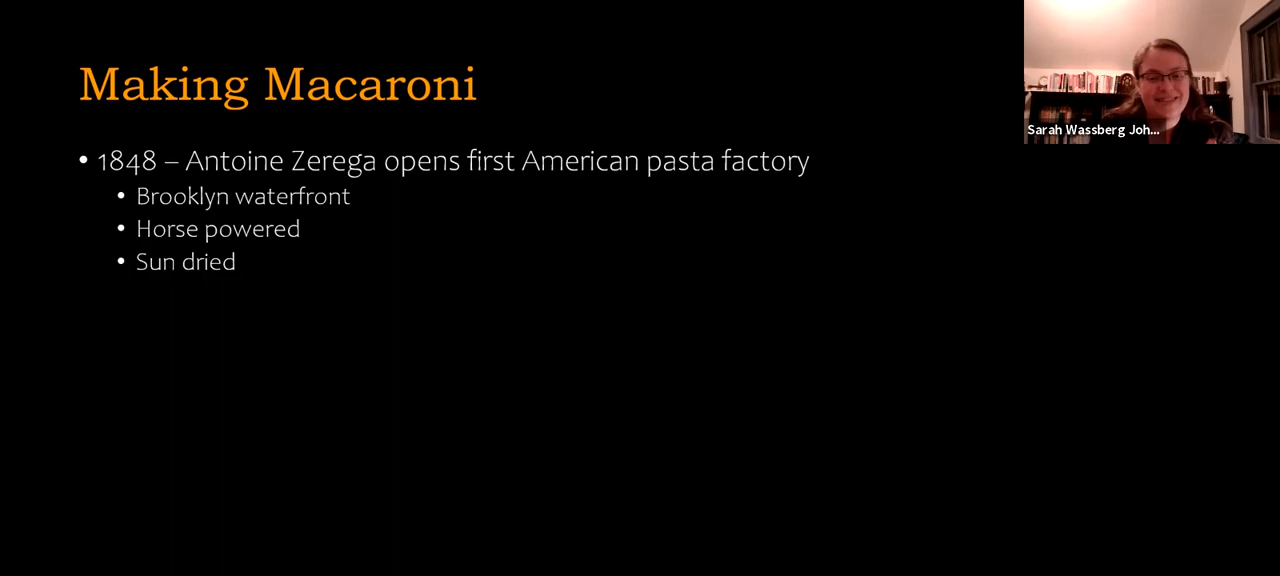 Making Macaroni
• 1848 – Antoine Zerega opens first American pasta factory
• Brooklyn waterfront
• Horse powered
• Sun dried
Sarah Wassberg Joh...